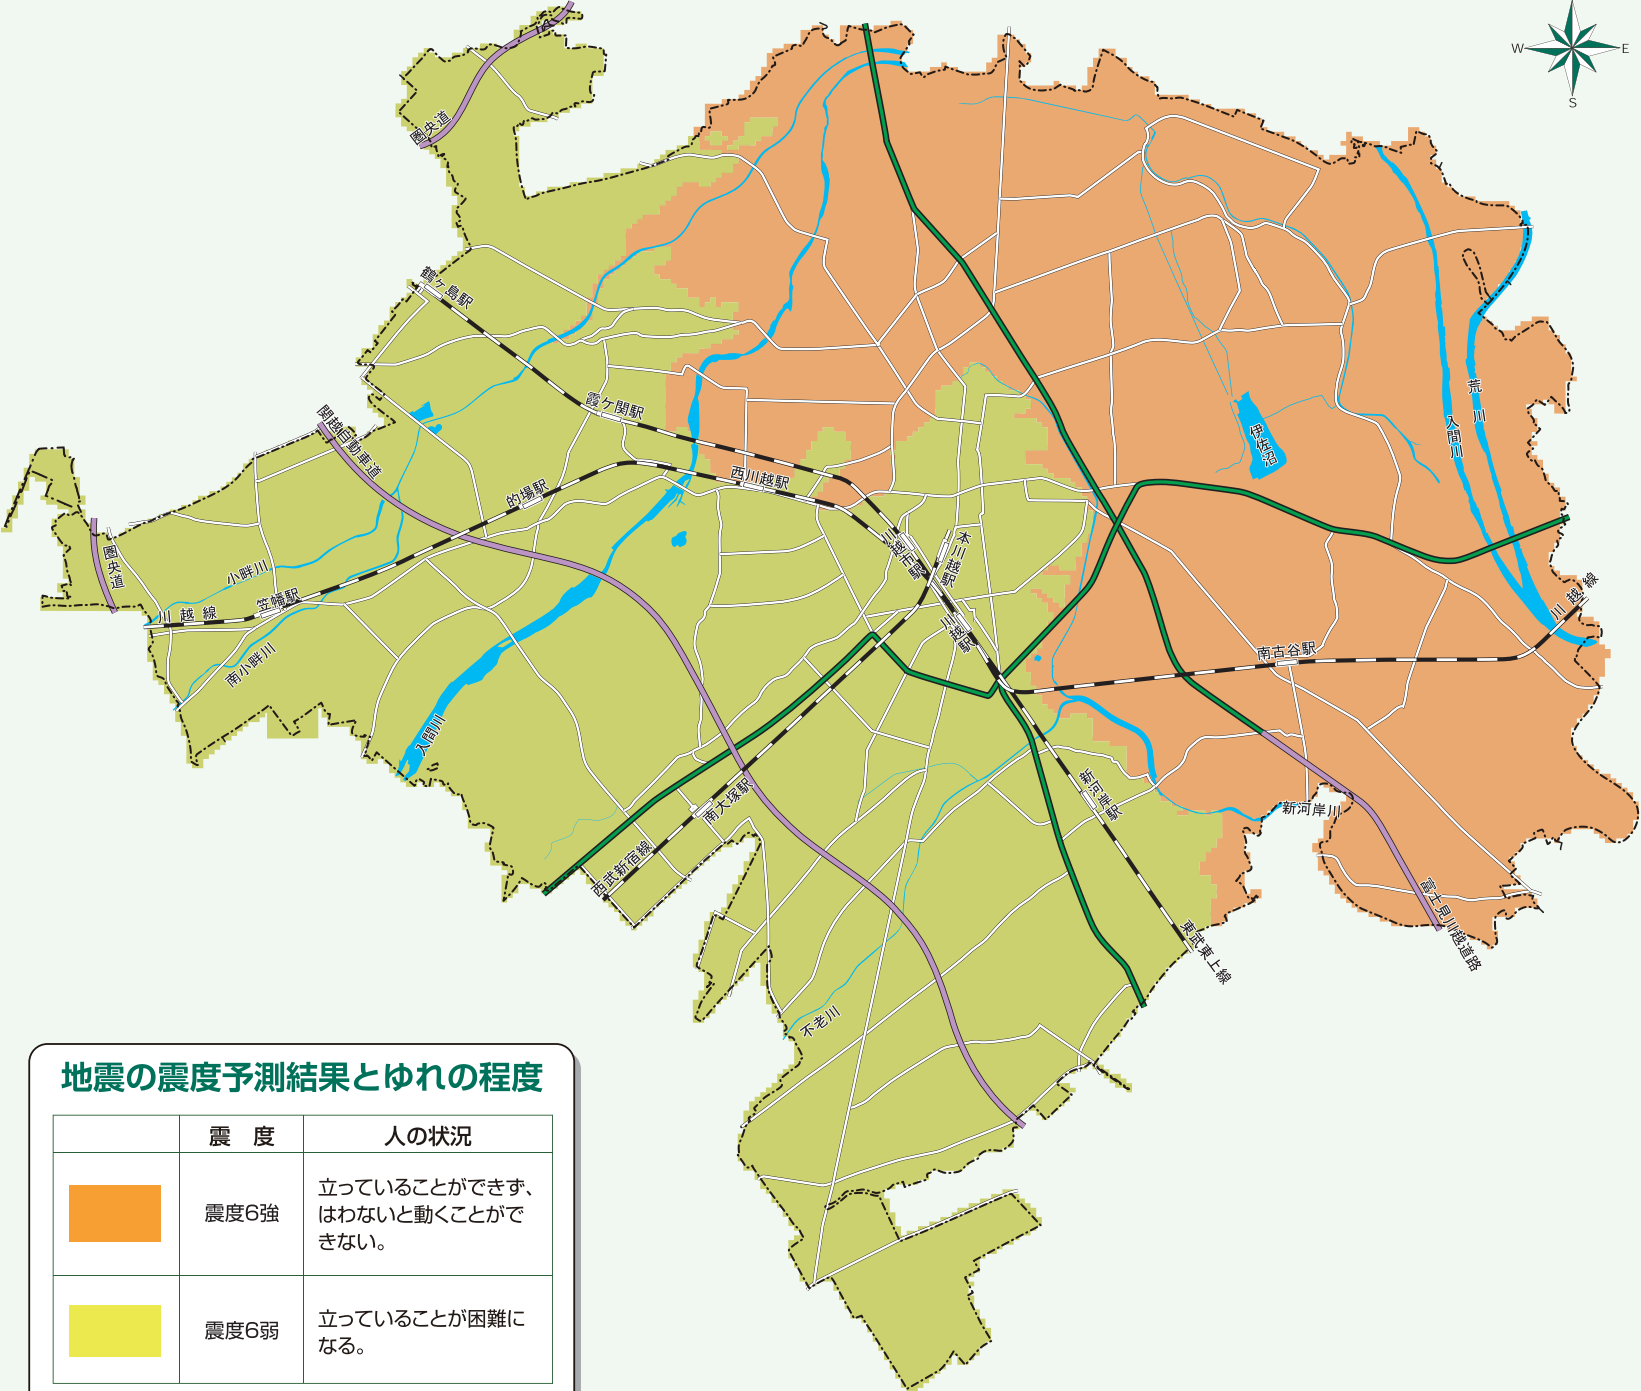 W
E
S
圏央道
鶴ヶ島駅
霞ヶ関駅
関越自動車道
西川越駅
的場駅
荒川
入間川
伊佐沼
川越市駅
本川越駅
圏央道
小畔川
笠幡駅
川越線
川越駅
川越線
南古谷駅
南小畔川
入間川
南大塚駅
新河岸駅
新河岸川
西武新宿線
富士見川越道路
東武東上線
不老川
地震の震度予測結果とゆれの程度
震　度
人の状況
震度6強
立っていることができず、
はわないと動くことがで
きない。
震度6弱
立っていることが困難に
なる。